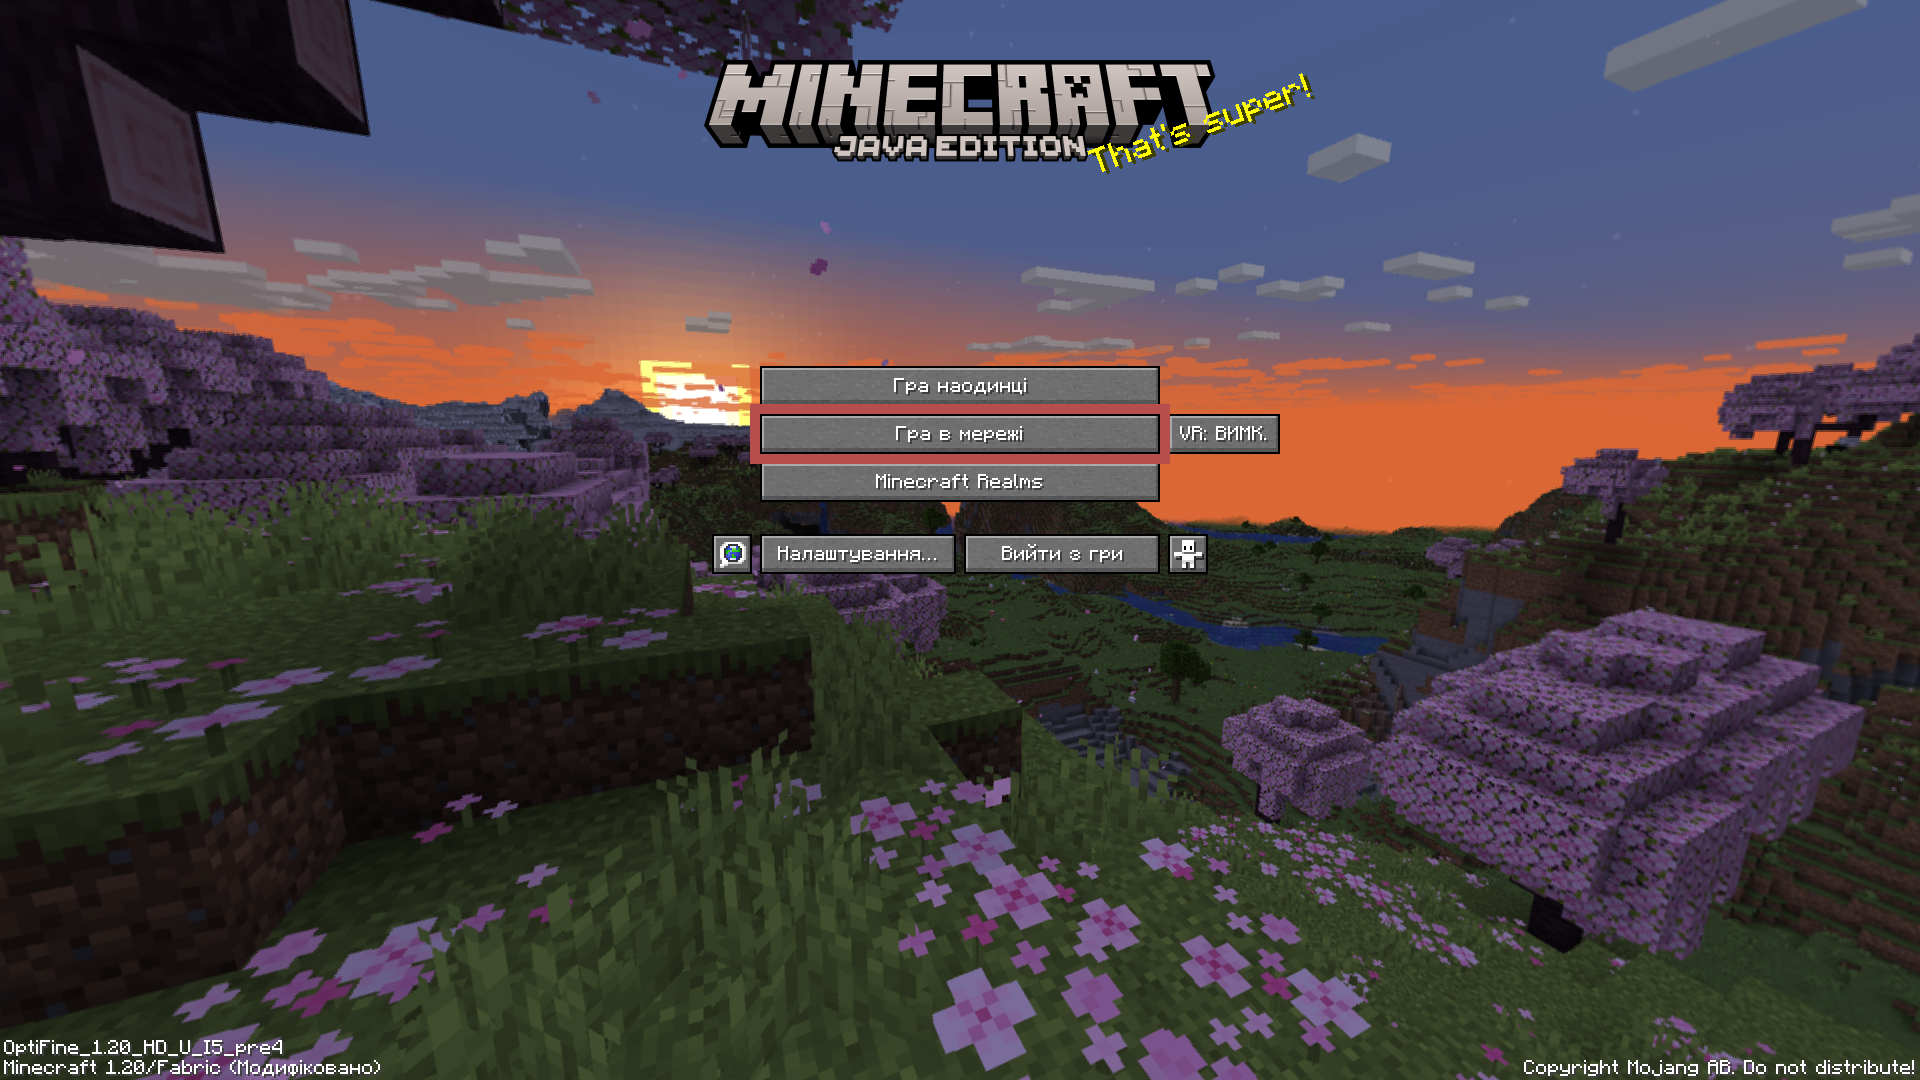 MINECRAFT
JAVA EDITION
That's super!
Гра наодинці
Гра в мережі
VR: ВИМК.
Minecraft Realms
Налаштування...
Вийти з гри
OptiFine_1.20_HD_U_I5_pre4
Minecraft 1.20/Fabric (Модифіковано)
Copyright Mojang AB. Do not distribute!